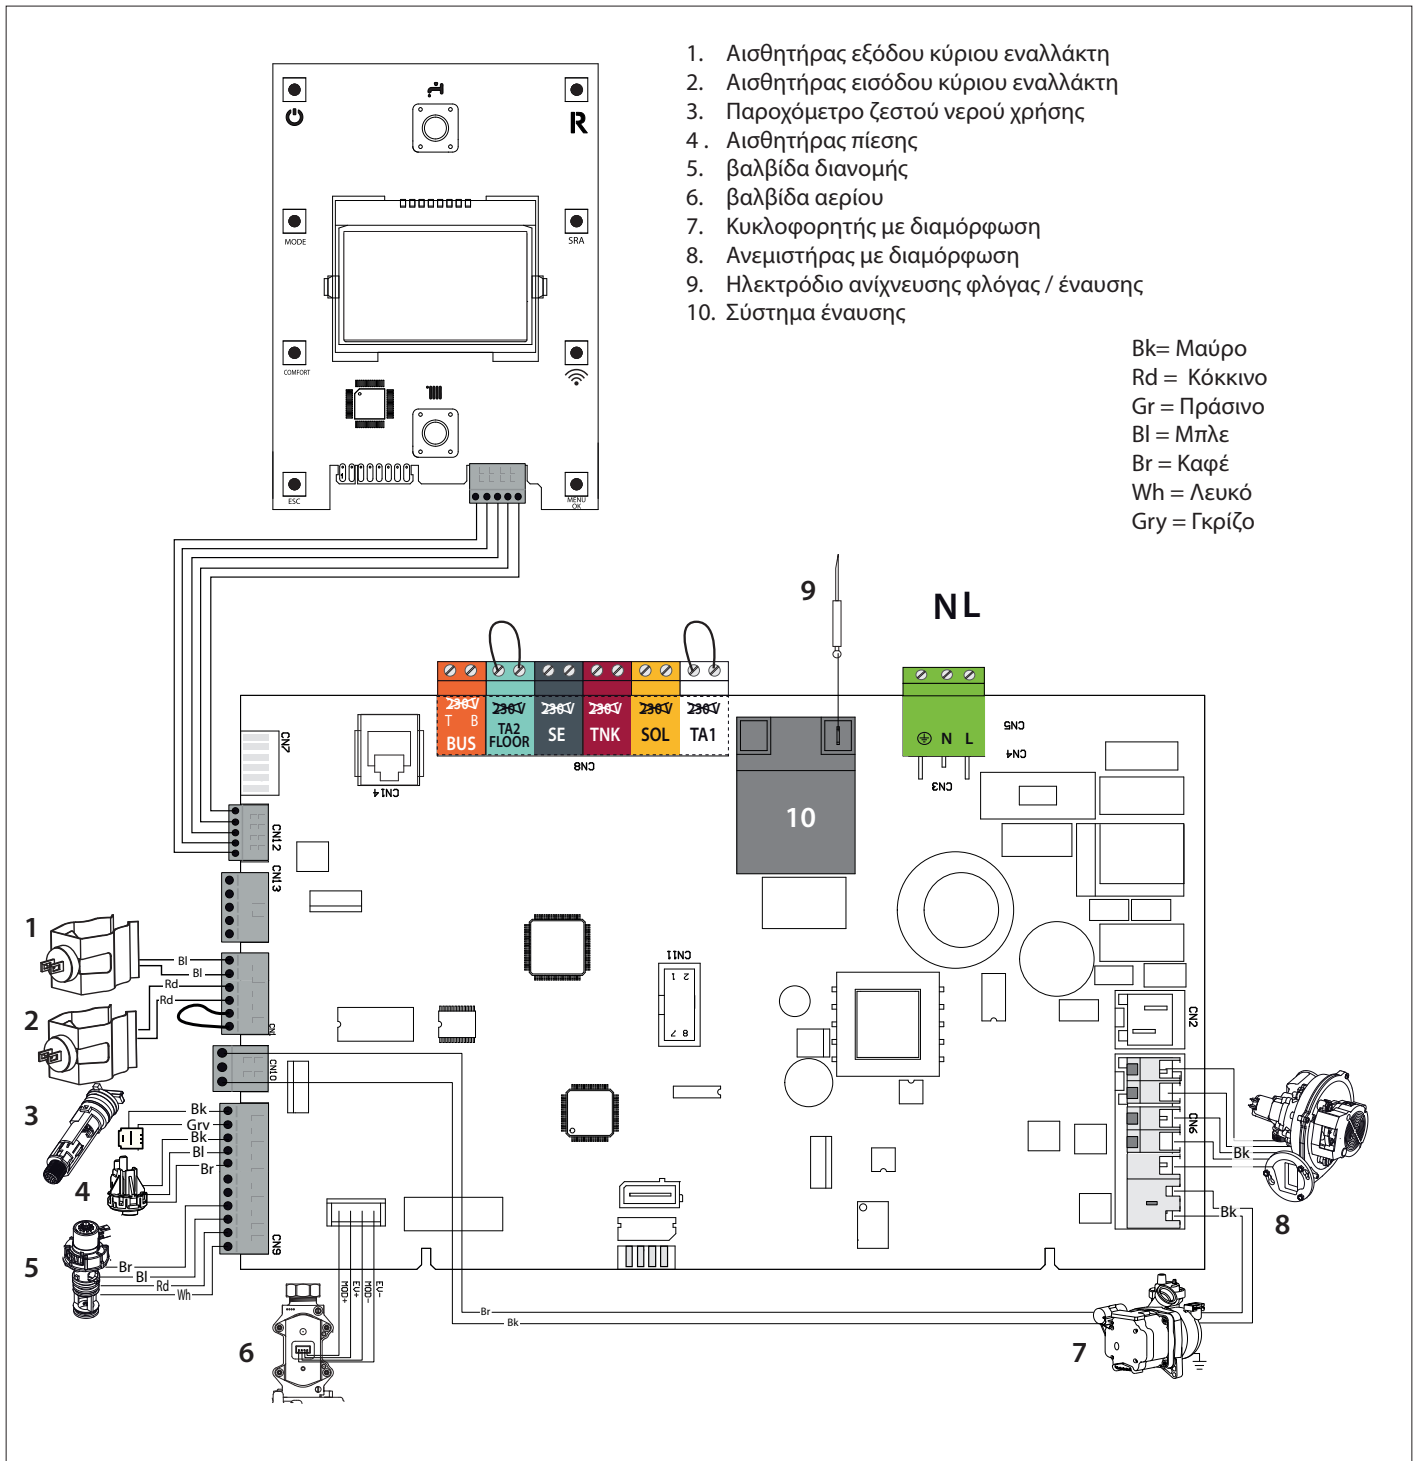 1. Αισθητήρας εξόδου κύριου εναλλάκτη
2. Αισθητήρας εισόδου κύριου εναλλάκτη
3. Παροχόμετρο ζεστού νερού χρήσης
4 . Αισθητήρας πίεσης
5. βαλβίδα διανομής
6. βαλβίδα αερίου
7. Κυκλοφορητής με διαμόρφωση
8. Ανεμιστήρας με διαμόρφωση
9. Ηλεκτρόδιο ανίχνευσης φλόγας / έναυσης
10. Σύστημα έναυσης
Bk= Μαύρο
Rd = Κόκκινο
Gr = Πράσινο
Bl = Μπλε
Br = Καφέ
Wh = Λευκό
Gry = Γκρίζο
R
MODE
SRA
COMFORT
ESC
MENU
OK
9
N L
230V
T B
BUS
230V
TA2
FLOOR
230V
SE
230V
TNK
230V
SOL
230V
TA1
CN8
N L
CN5
CN4
CN3
CN7
CN14
10
CN12
CN13
1
Bl
Bl
Rd
Rd
CN1
2
CN11
2 1
8 7
CN2
CN10
3
Bk
Gry
Bk
Bl
Br
4
CN9
CN6
Bk
Bk
8
5
Br
Bl
Rd
Wh
MOD+
EV+
MOD-
EV-
6
Br
Bk
7